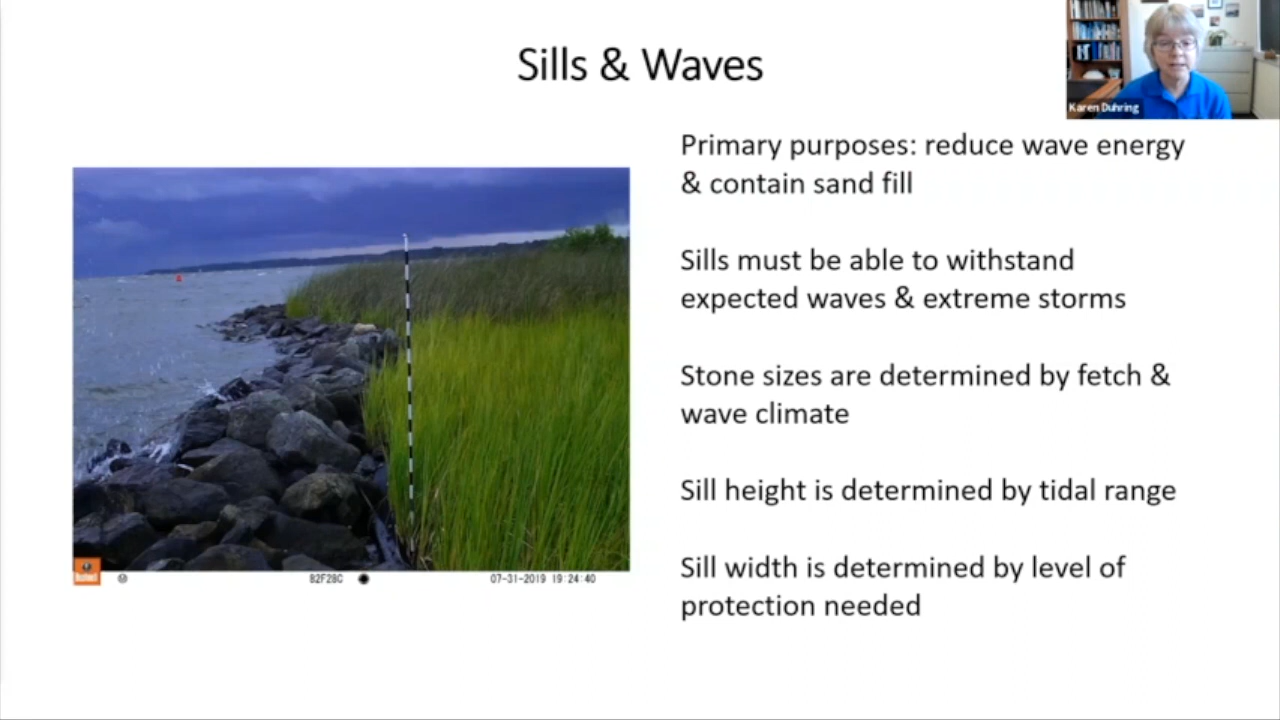 Sills & Waves
Karen Duhring
Primary purposes: reduce wave energy
& contain sand fill
Sills must be able to withstand
expected waves & extreme storms
Stone sizes are determined by fetch &
wave climate
Sill height is determined by tidal range
Sill width is determined by level of
protection needed
82F28C 07-31-2019 19:24:40